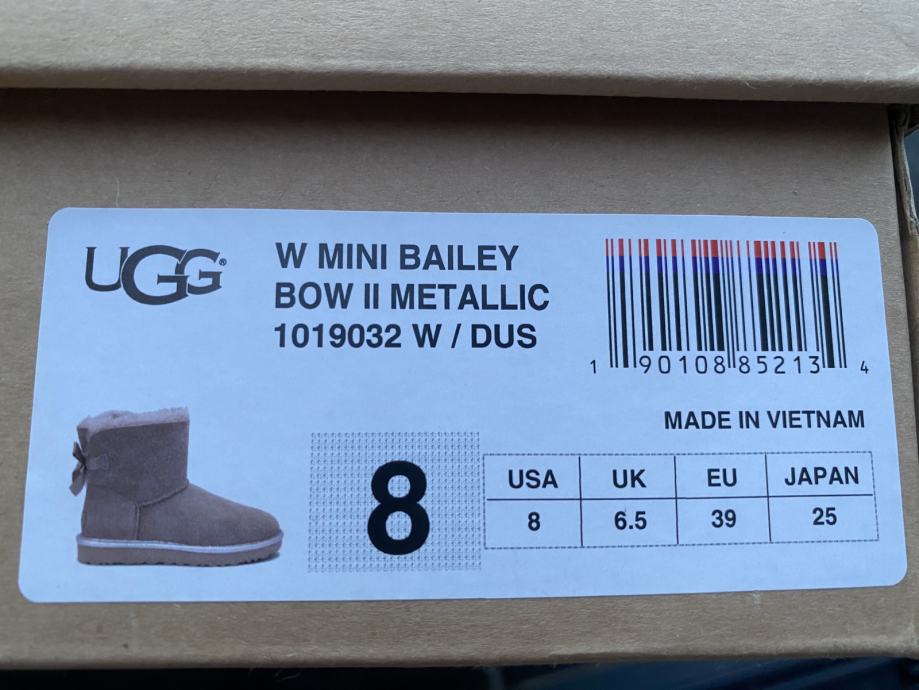 UGG®
W MINI BAILEY
BOW II METALLIC
1019032 W / DUS
1 90108 85213 4
MADE IN VIETNAM
8
USA UK EU JAPAN
8 6.5 39 25